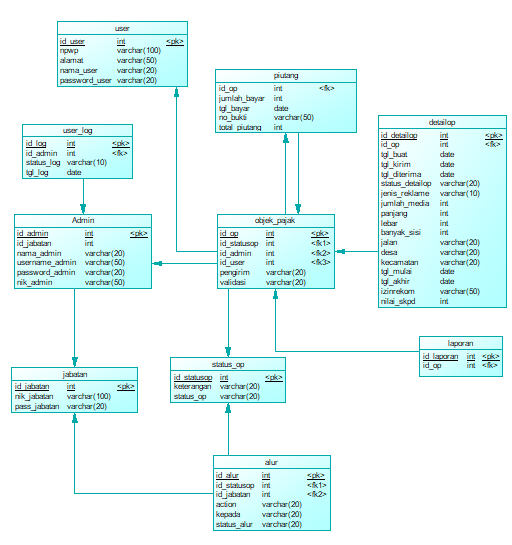 user
id_user int <pk>
npwp varchar(100)
alamat varchar(50)
nama_user varchar(20)
password_user varchar(20)
piutang
id_op int <fk>
jumlah_bayar int
tgl_bayar date
no_bukti varchar(50)
total_piutang int
user_log
id_log int <pk>
id_admin int <fk>
status_log varchar(10)
tgl_log date
detailop
id_detailop int <pk>
id_op int <fk>
tgl_buat date
tgl_kirim date
tgl_diterima date
status_detailop varchar(20)
jenis_reklame varchar(10)
jumlah_media int
panjang int
lebar int
banyak_sisi int
jalan varchar(20)
desa varchar(20)
kecamatan varchar(20)
tgl_mulai date
tgl_akhir date
izinrekom varchar(50)
nilai_skpd int
Admin
id_admin int <pk>
id_jabatan int
nama_admin varchar(20)
username_admin varchar(50)
password_admin varchar(20)
nik_admin varchar(50)
objek_pajak
id_op int <pk>
id_statusop int <fk1>
id_admin int <fk2>
id_user int <fk3>
pengirim varchar(20)
validasi varchar(20)
laporan
id_laporan int <pk>
id_op int <fk>
jabatan
id_jabatan int <pk>
nik_jabatan varchar(100)
pass_jabatan varchar(20)
status_op
id_statusop int <pk>
keterangan varchar(20)
status_op varchar(20)
alur
id_alur int <pk>
id_statusop int <fk1>
id_jabatan int <fk2>
action varchar(20)
kepada varchar(20)
status_alur varchar(20)